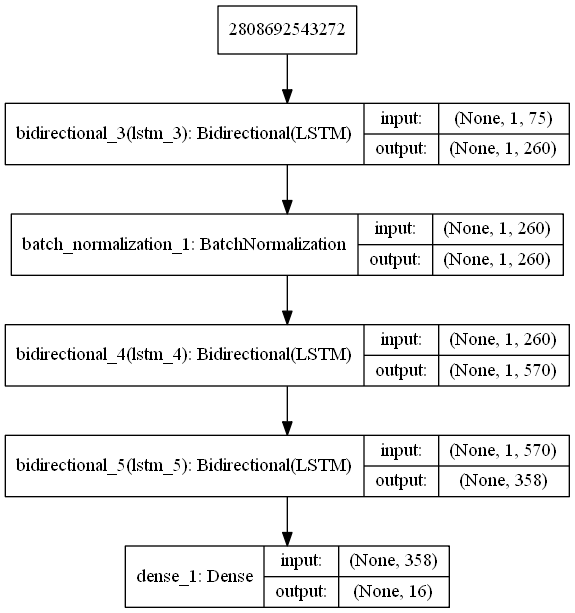 2808692543272
bidirectional_3(lstm_3): Bidirectional(LSTM)
input: (None, 1, 75)
output: (None, 1, 260)
batch_normalization_1: BatchNormalization
input: (None, 1, 260)
output: (None, 1, 260)
bidirectional_4(lstm_4): Bidirectional(LSTM)
input: (None, 1, 260)
output: (None, 1, 570)
bidirectional_5(lstm_5): Bidirectional(LSTM)
input: (None, 1, 570)
output: (None, 358)
dense_1: Dense
input: (None, 358)
output: (None, 16)